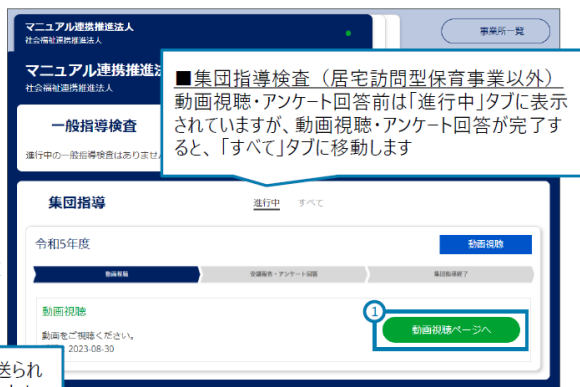 マニュアル連携推進法人
社会福祉連携推進法人
事業所一覧
マニュアル連携推進法
社会福祉連携推進法人
■集団指導検査（居宅訪問型保育事業以外）
動画視聴・アンケート回答前は「進行中」タブに表示
されていますが、動画視聴・アンケート回答が完了す
ると、「すべて」タブに移動します
一般指導検査
進行中の一般指導検査はありませ
集団指導
進行中 すべて
令和5年度
動画視聴
動画視聴
受講報告・アンケート回答
集団指導終了
動画視聴
1
動画をご視聴ください。
動画視聴ページへ
2023-08-30
送られ